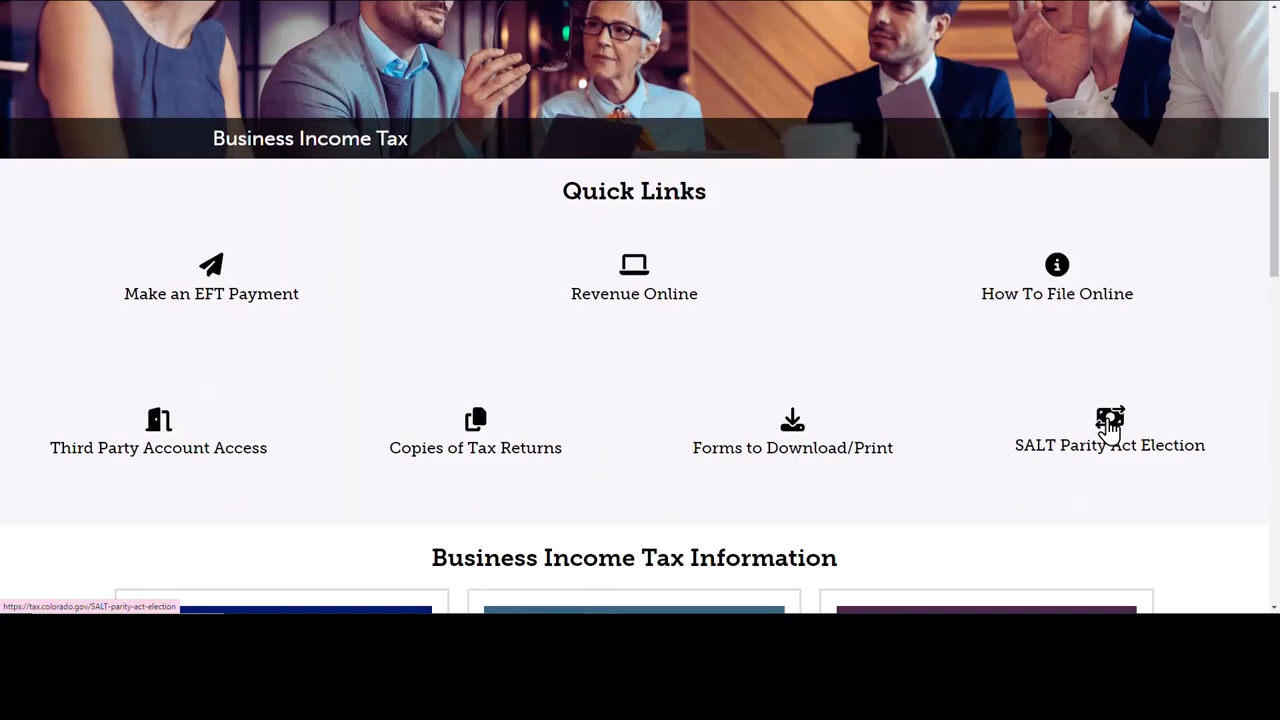 Business Income Tax
Quick Links
Make an EFT Payment
Revenue Online
How To File Online
Third Party Account Access
Copies of Tax Returns
Forms to Download/Print
SALT Parity Act Election
Business Income Tax Information
https://tax.colorado.gov/SALT-parity-act-election